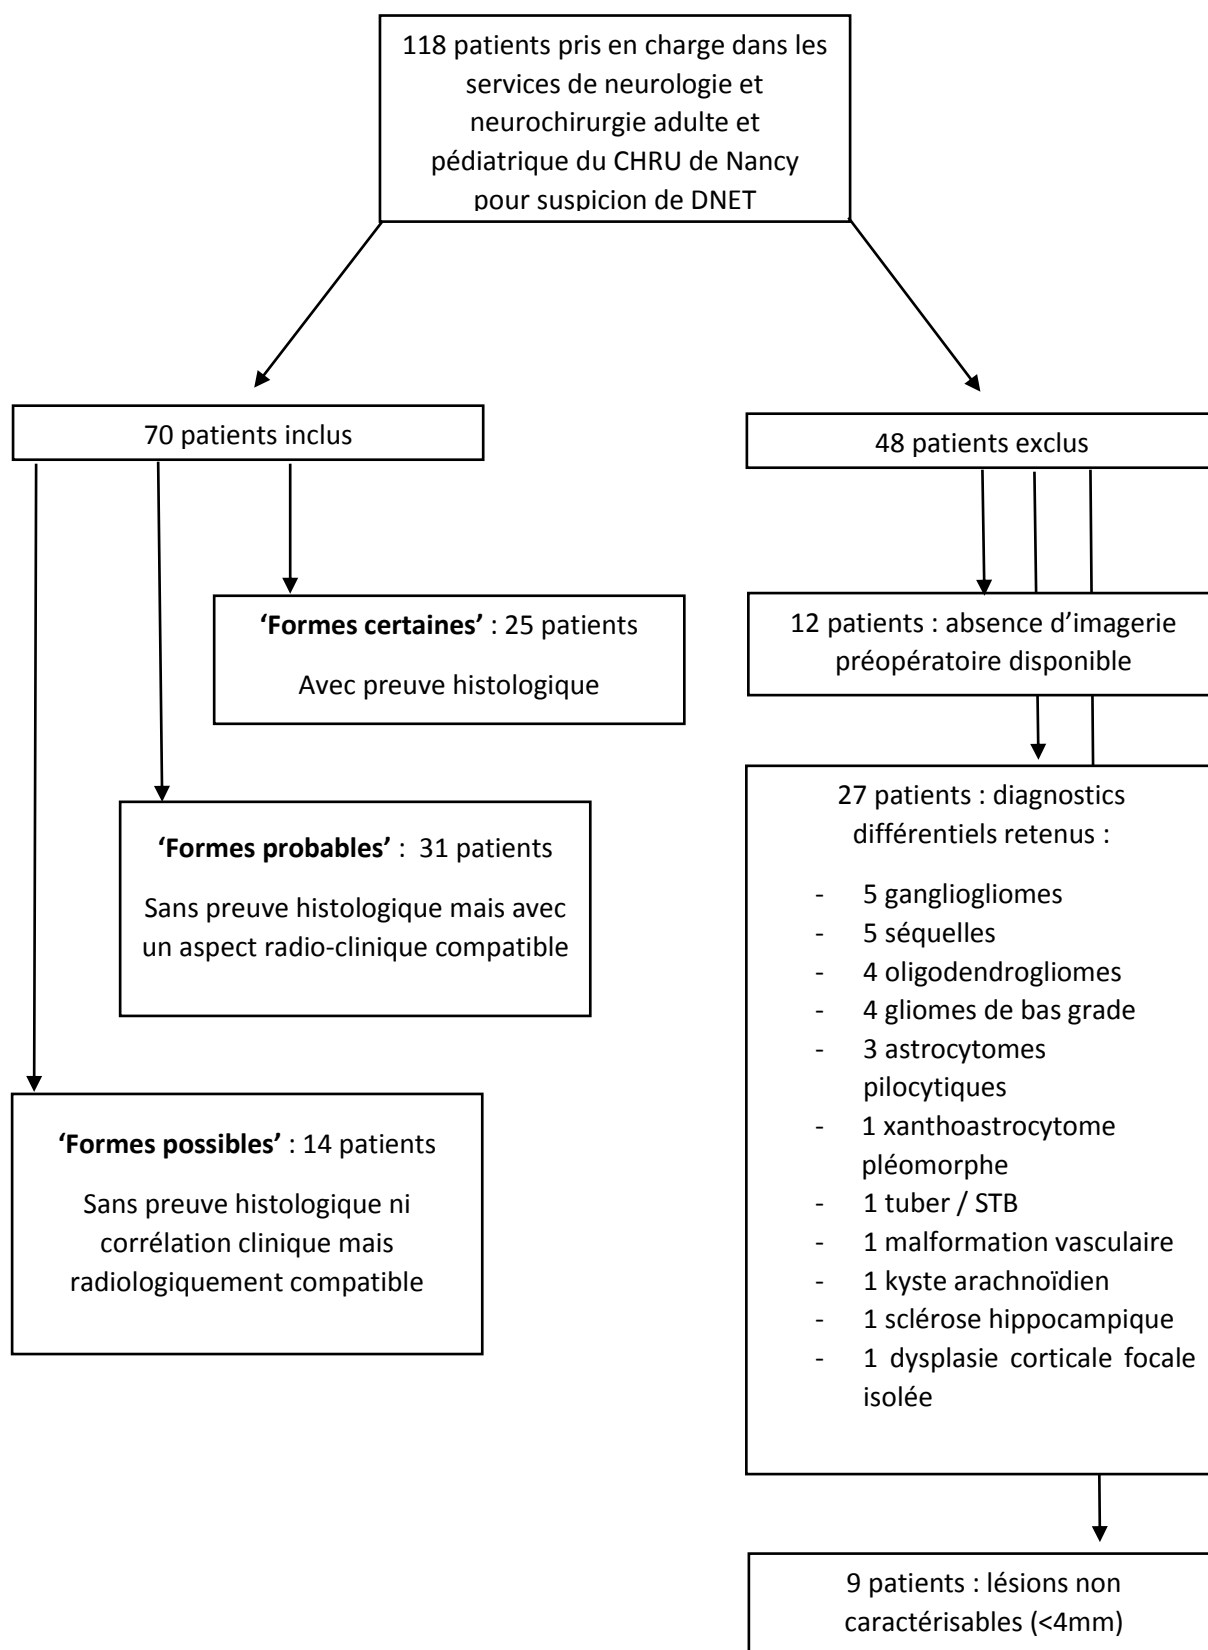 118 patients pris en charge dans les
services de neurologie et
neurochirurgie adulte et
pédiatrique du CHRU de Nancy
pour suspicion de DNET
70 patients inclus
48 patients exclus
‘Formes certaines’ : 25 patients
Avec preuve histologique
12 patients : absence d’imagerie
préopératoire disponible
‘Formes probables’ : 31 patients
Sans preuve histologique mais avec
un aspect radio-clinique compatible
27 patients : diagnostics
différentiels retenus :
- 5 gangliogliomes
- 5 séquelles
- 4 oligodendrogliomes
- 4 gliomes de bas grade
- 3 astrocytomes
pilocytiques
- 1 xanthoastrocytome
pléomorphe
- 1 tuber / STB
- 1 malformation vasculaire
- 1 kyste arachnoïdien
- 1 sclérose hippocampique
- 1 dysplasie corticale focale
isolée
‘Formes possibles’ : 14 patients
Sans preuve histologique ni
corrélation clinique mais
radiologiquement compatible
9 patients : lésions non
caractérisables (<4mm)